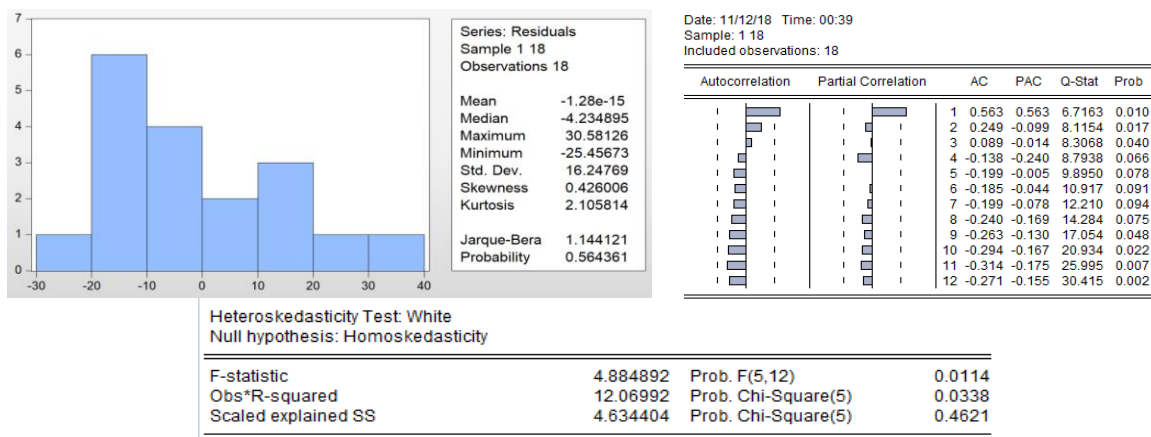 7
6
5
4
3
2
1
0
-30 -20 -10 0 10 20 30 40
Series: Residuals
Sample 1 18
Observations 18
Mean -1.28e-15
Median -4.234895
Maximum 30.58126
Minimum -25.45673
Std. Dev. 16.24769
Skewness 0.426006
Kurtosis 2.105814
Jarque-Bera 1.144121
Probability 0.564361
Date: 11/12/18 Time: 00:39
Sample: 1 18
Included observations: 18
Autocorrelation Partial Correlation AC PAC Q-Stat Prob
1 0.563 0.563 6.7163 0.010
2 0.249 -0.099 8.1154 0.017
3 0.089 -0.014 8.3068 0.040
4 -0.138 -0.240 8.7938 0.066
5 -0.199 -0.005 9.8950 0.078
6 -0.185 -0.044 10.917 0.091
7 -0.199 -0.078 12.210 0.094
8 -0.240 -0.169 14.284 0.075
9 -0.263 -0.130 17.054 0.048
10 -0.294 -0.167 20.934 0.022
11 -0.314 -0.175 25.995 0.007
12 -0.271 -0.155 30.415 0.002
Heteroskedasticity Test: White
Null hypothesis: Homoskedasticity
F-statistic 4.884892 Prob. F(5,12) 0.0114
Obs*R-squared 12.06992 Prob. Chi-Square(5) 0.0338
Scaled explained SS 4.634404 Prob. Chi-Square(5) 0.4621